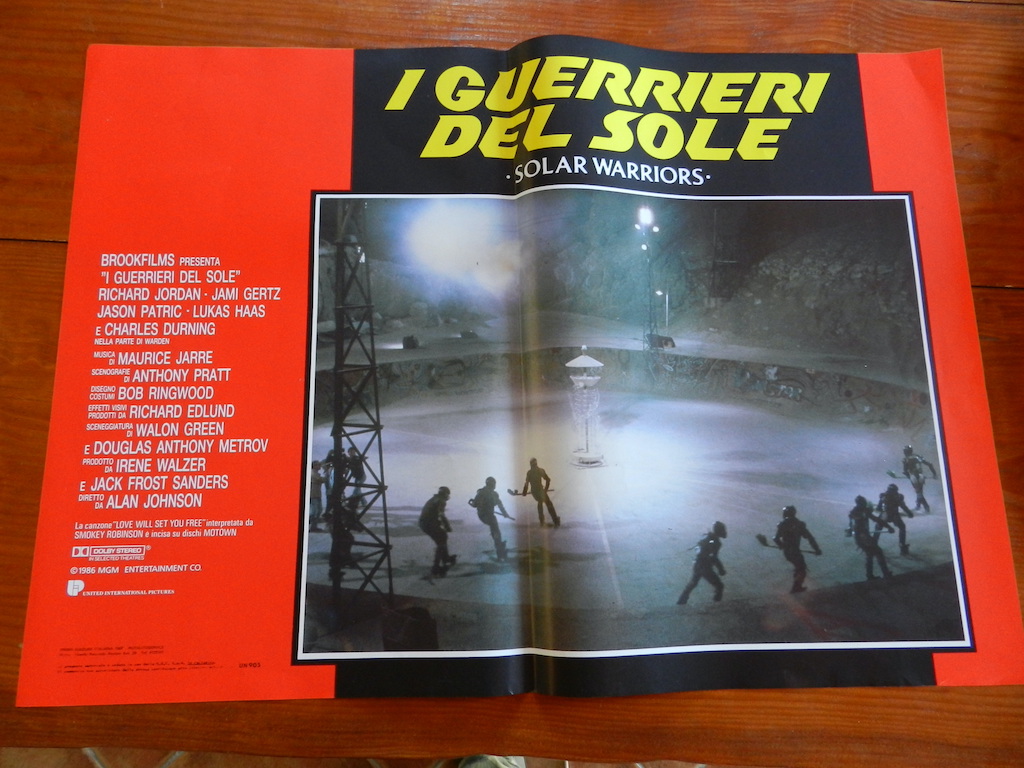 I GUERRIERI
DEL SOLE
·SOLAR WARRIORS·
BROOKFILMS PRESENTA
"I GUERRIERI DEL SOLE"
RICHARD JORDAN · JAMI GERTZ
JASON PATRIC · LUKAS HAAS
E CHARLES DURNING
NELLA PARTE DI WARDEN
MUSICA DI MAURICE JARRE
SCENOGRAFIE DI ANTHONY PRATT
DISEGNO COSTUMI BOB RINGWOOD
EFFETTI VISIVI PRODOTTI DA RICHARD EDLUND
SCENEGGIATURA DI WALON GREEN
E DOUGLAS ANTHONY METROV
PRODOTTO DA IRENE WALZER
E JACK FROST SANDERS
DIRETTO DA ALAN JOHNSON
La canzone "LOVE WILL SET YOU FREE" interpretata da
SMOKEY ROBINSON è incisa su dischi MOTOWN
DOLBY STEREO ®
IN SELECTED THEATRES
©1986 MGM ENTERTAINMENT CO.
UNITED INTERNATIONAL PICTURES